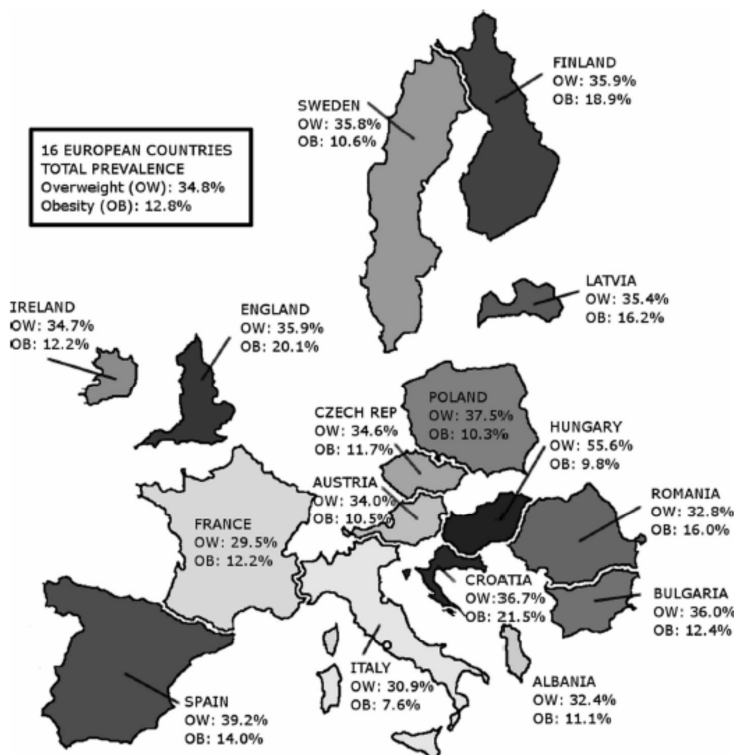 FINLAND
OW: 35.9%
OB: 18.9%
SWEDEN
OW: 35.8%
OB: 10.6%
16 EUROPEAN COUNTRIES
TOTAL PREVALENCE
Overweight (OW): 34.8%
Obesity (OB): 12.8%
LATVIA
OW: 35.4%
OB: 16.2%
IRELAND
OW: 34.7%
OB: 12.2%
ENGLAND
OW: 35.9%
OB: 20.1%
POLAND
OW: 37.5%
OB: 10.3%
CZECH REP
OW: 34.6%
OB: 11.7%
HUNGARY
OW: 55.6%
OB: 9.8%
AUSTRIA
OW: 34.0%
OB: 10.5%
ROMANIA
OW: 32.8%
OB: 16.0%
FRANCE
OW: 29.5%
OB: 12.2%
CROATIA
OW:36.7%
OB: 21.5%
BULGARIA
OW: 36.0%
OB: 12.4%
ITALY
OW: 30.9%
OB: 7.6%
ALBANIA
OW: 32.4%
OB: 11.1%
SPAIN
OW: 39.2%
OB: 14.0%